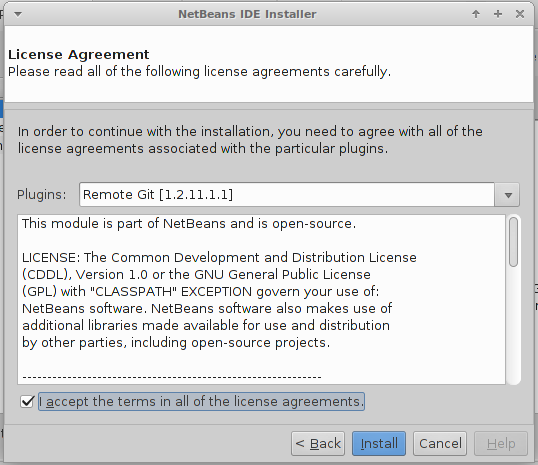 NetBeans IDE Installer
License Agreement
Please read all of the following license agreements carefully.
In order to continue with the installation, you need to agree with all of the
license agreements associated with the particular plugins.
Plugins: Remote Git [1.2.11.1.1]
This module is part of NetBeans and is open-source.
LICENSE: The Common Development and Distribution License
(CDDL), Version 1.0 or the GNU General Public License
(GPL) with "CLASSPATH" EXCEPTION govern your use of:
NetBeans software. NetBeans software also makes use of
additional libraries made available for use and distribution
by other parties, including open-source projects.
------------------------------------------------------------
I accept the terms in all of the license agreements.
< Back Install Cancel Help